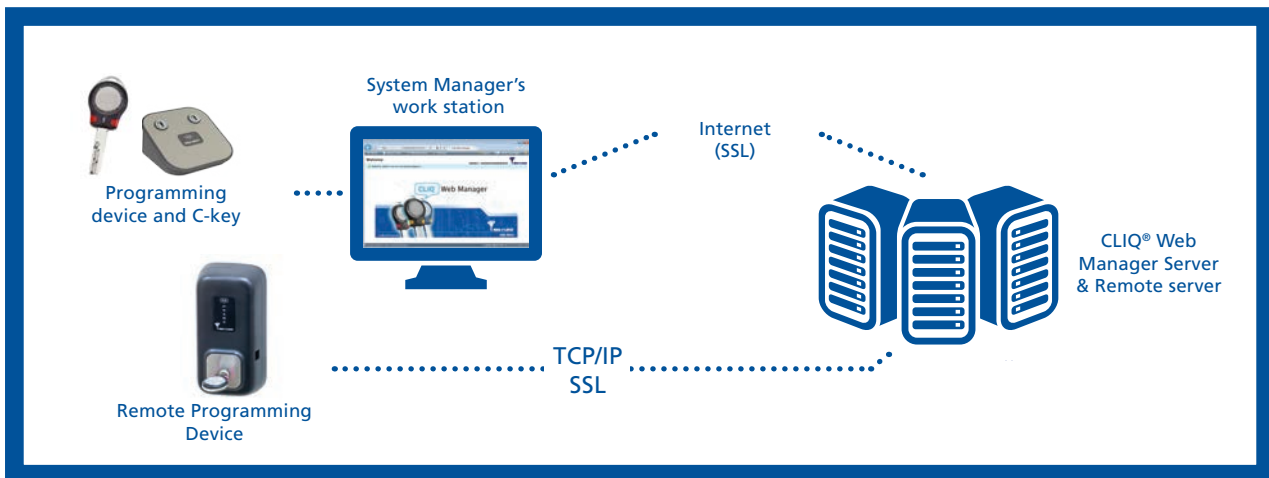 System Manager's
work station
Programming
device and C-key
CLIQ Web Manager
Internet
(SSL)
CLIQ® Web
Manager Server
& Remote server
TCP/IP
SSL
Remote Programming
Device